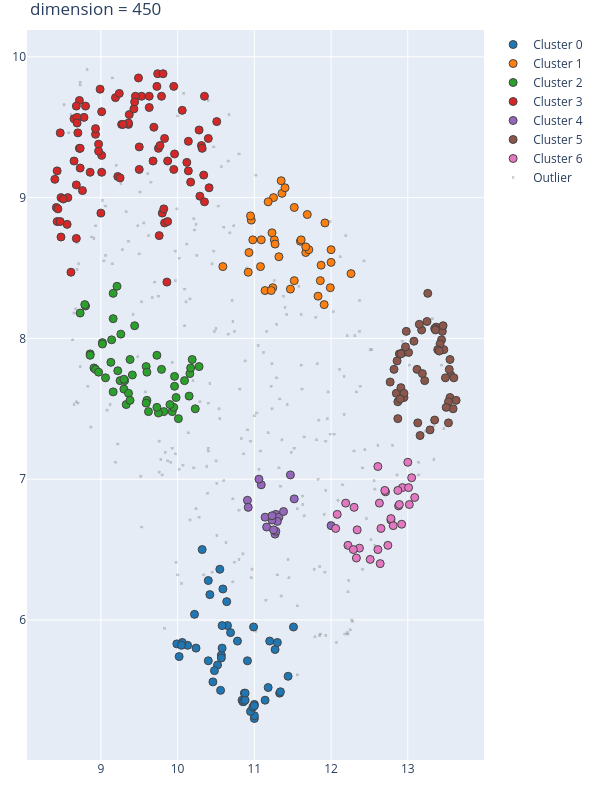 dimension = 450
10
9
8
7
6
9
10
11
12
13
Cluster 0
Cluster 1
Cluster 2
Cluster 3
Cluster 4
Cluster 5
Cluster 6
Outlier